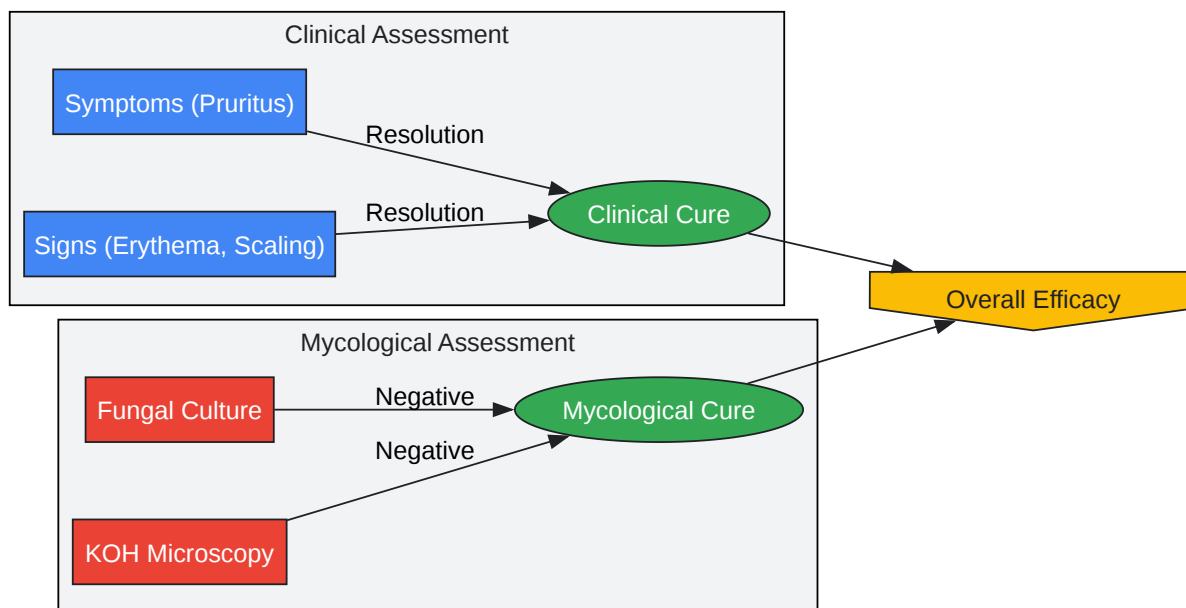 Clinical Assessment
Symptoms (Pruritus)
Resolution
Signs (Erythema, Scaling)
Resolution
Clinical Cure
Overall Efficacy
Mycological Assessment
Fungal Culture
Negative
Mycological Cure
Negative
KOH Microscopy